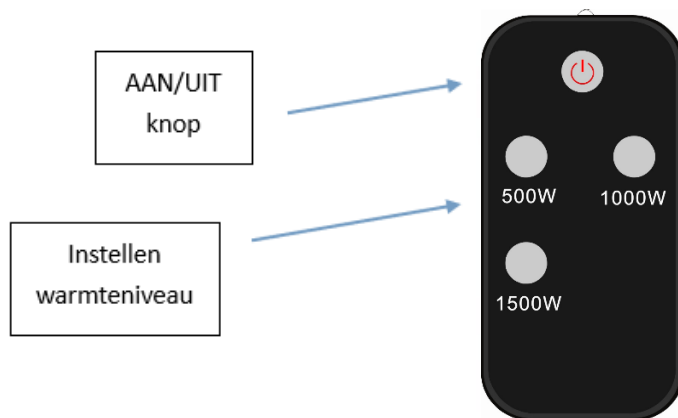 AAN/UIT
knop
500W 1000W
Instellen
warmteniveau
1500W